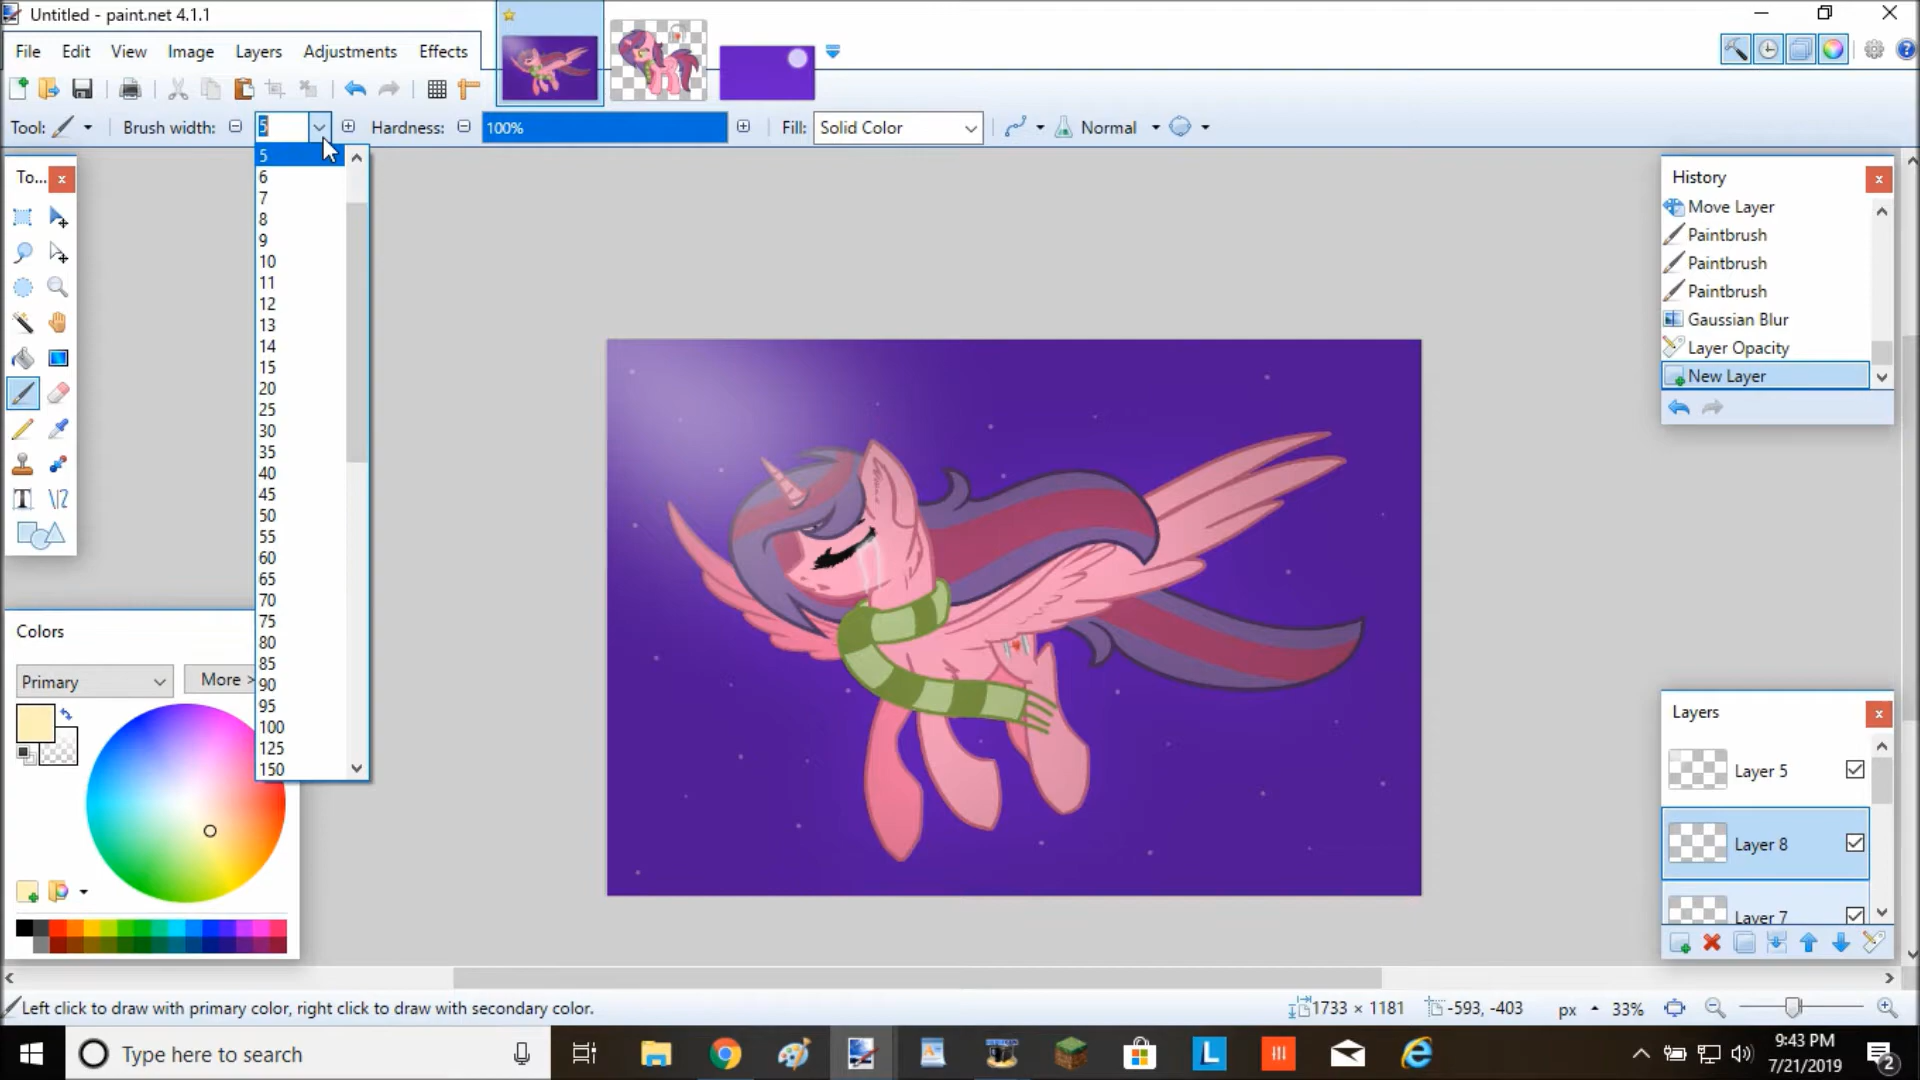 Untitled - paint.net 4.1.1
File Edit View Image Layers Adjustments Effects
Tool: Brush width: 5 Hardness: 100% Fill: Solid Color Normal
5
6
7
8
9
10
11
12
13
14
15
20
25
30
35
40
45
50
55
60
65
70
75
80
85
90
95
100
125
150
To...
History
Move Layer
Paintbrush
Paintbrush
Paintbrush
Gaussian Blur
Layer Opacity
New Layer
Colors
Primary More >
Layers
Layer 5
Layer 8
Layer 7
Left click to draw with primary color, right click to draw with secondary color. 1733 × 1181 -593, -403 px 33%
Type here to search
9:43 PM
7/21/2019
2